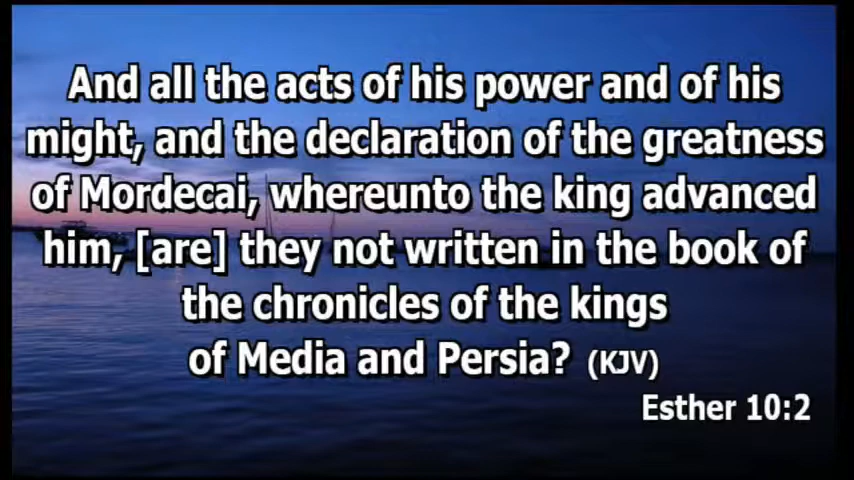 And all the acts of his power and of his
might, and the declaration of the greatness
of Mordecai, whereunto the king advanced
him, [are] they not written in the book of
the chronicles of the kings
of Media and Persia? (KJV)
Esther 10:2